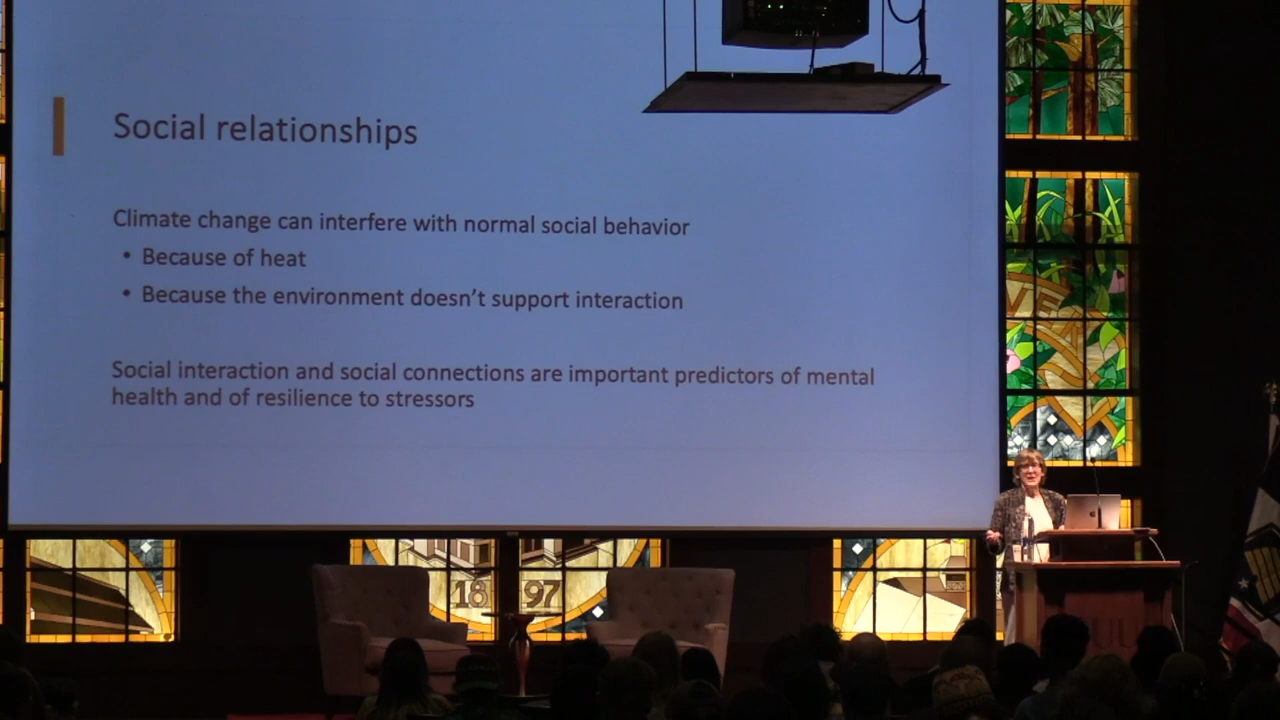 Social relationships
Climate change can interfere with normal social behavior
• Because of heat
• Because the environment doesn't support interaction
Social interaction and social connections are important predictors of mental
health and of resilience to stressors
18 97